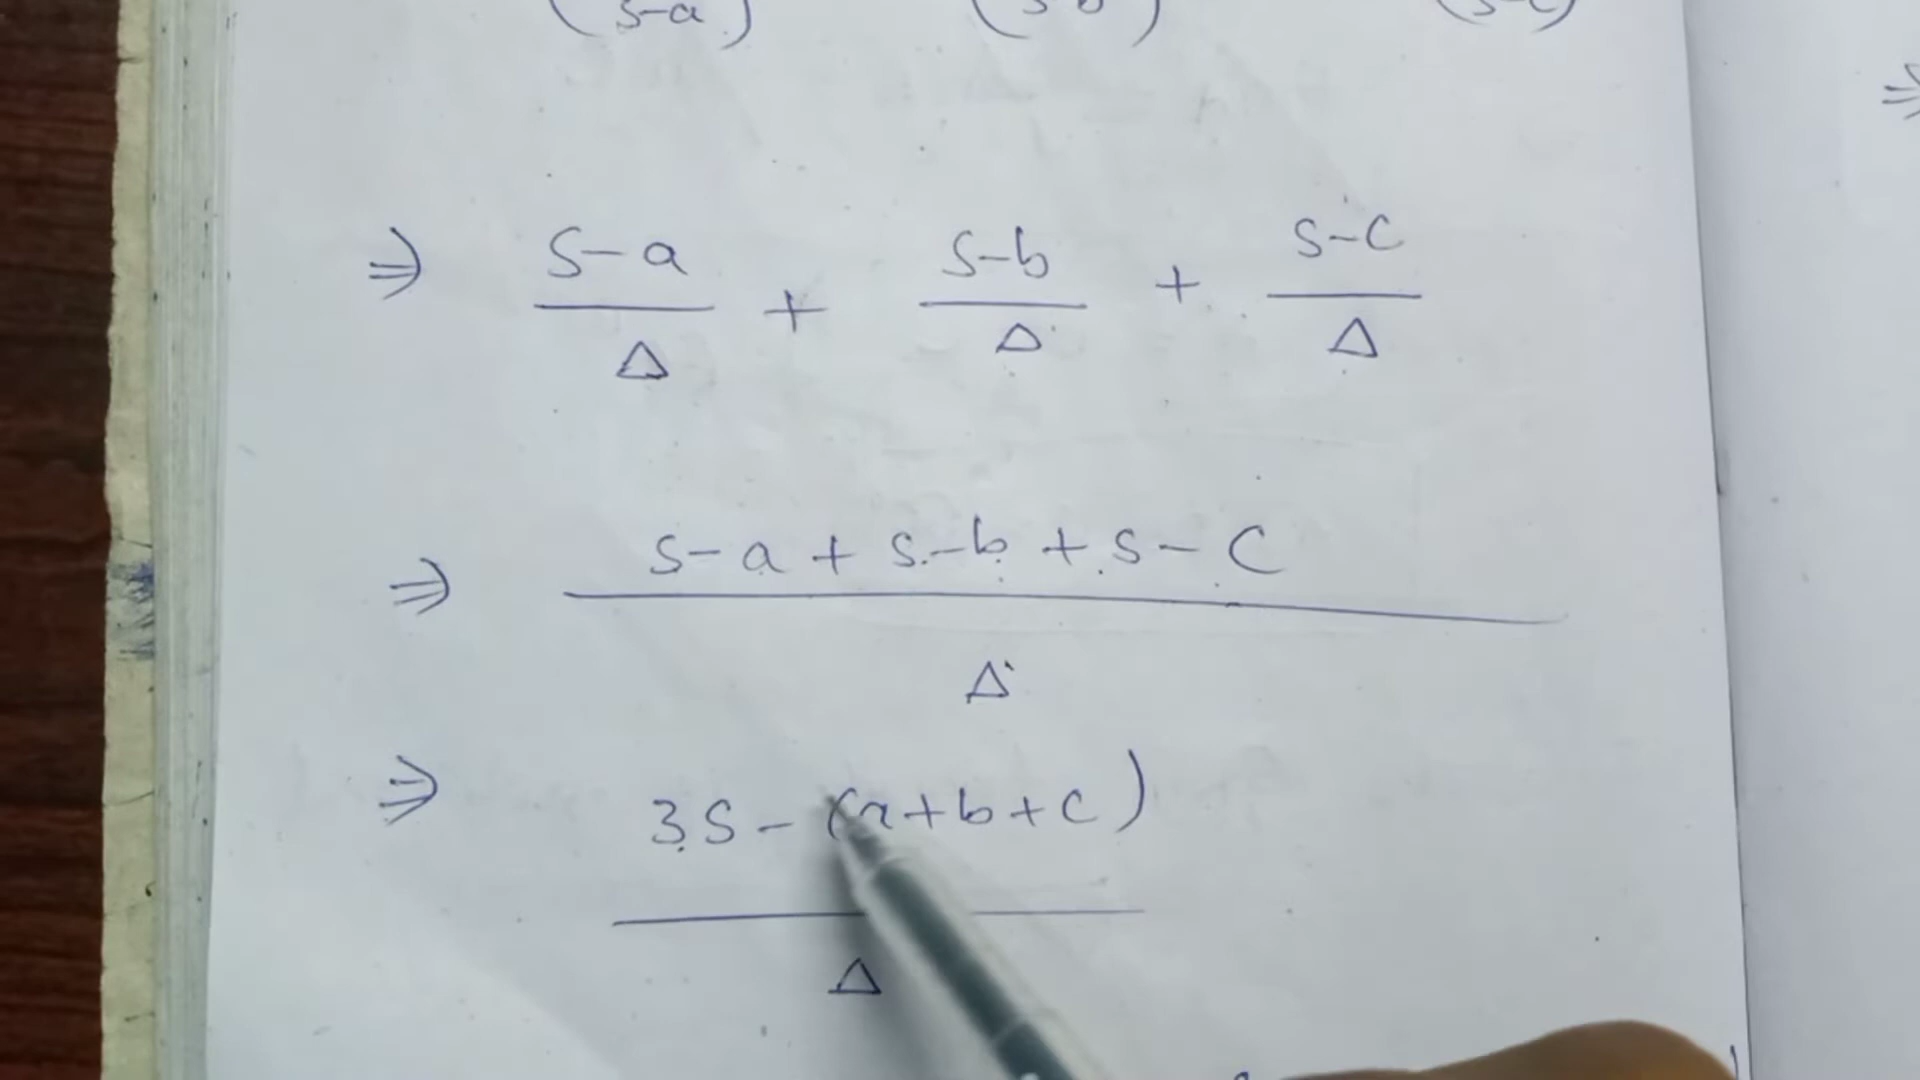 (s-a) (s-b) (s-c)
⇒ s-a/Δ + s-b/Δ + s-c/Δ
⇒ s-a+s-b+s-c/Δ
⇒ 3s-(a+b+c)/Δ